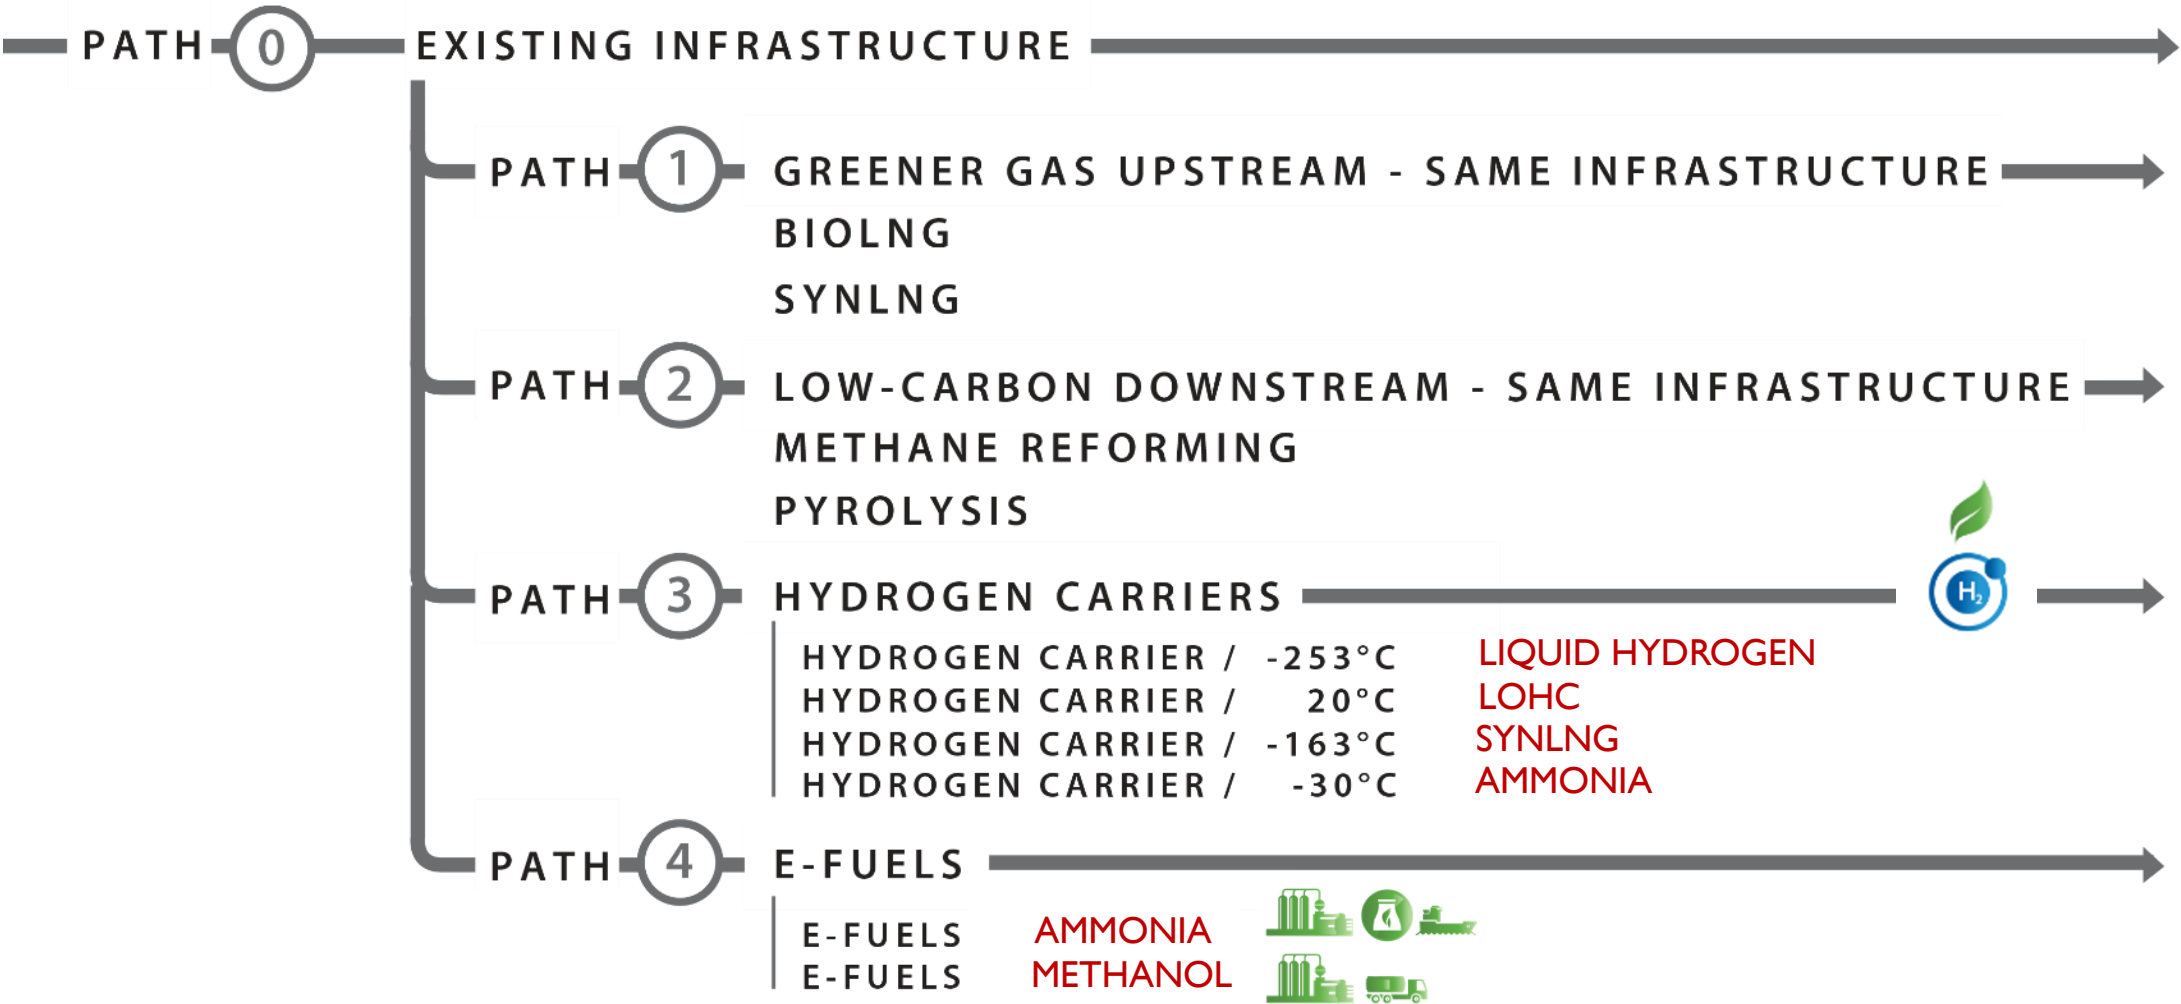 PATH 0 EXISTING INFRASTRUCTURE
PATH 1 GREENER GAS UPSTREAM - SAME INFRASTRUCTURE
BIOLNG
SYNLNG
PATH 2 LOW-CARBON DOWNSTREAM - SAME INFRASTRUCTURE
METHANE REFORMING
PYROLYSIS
PATH 3 HYDROGEN CARRIERS H₂
HYDROGEN CARRIER / -253°C LIQUID HYDROGEN
HYDROGEN CARRIER / 20°C LOHC
HYDROGEN CARRIER / -163°C SYNLNG
HYDROGEN CARRIER / -30°C AMMONIA
PATH 4 E-FUELS
E-FUELS AMMONIA
E-FUELS METHANOL